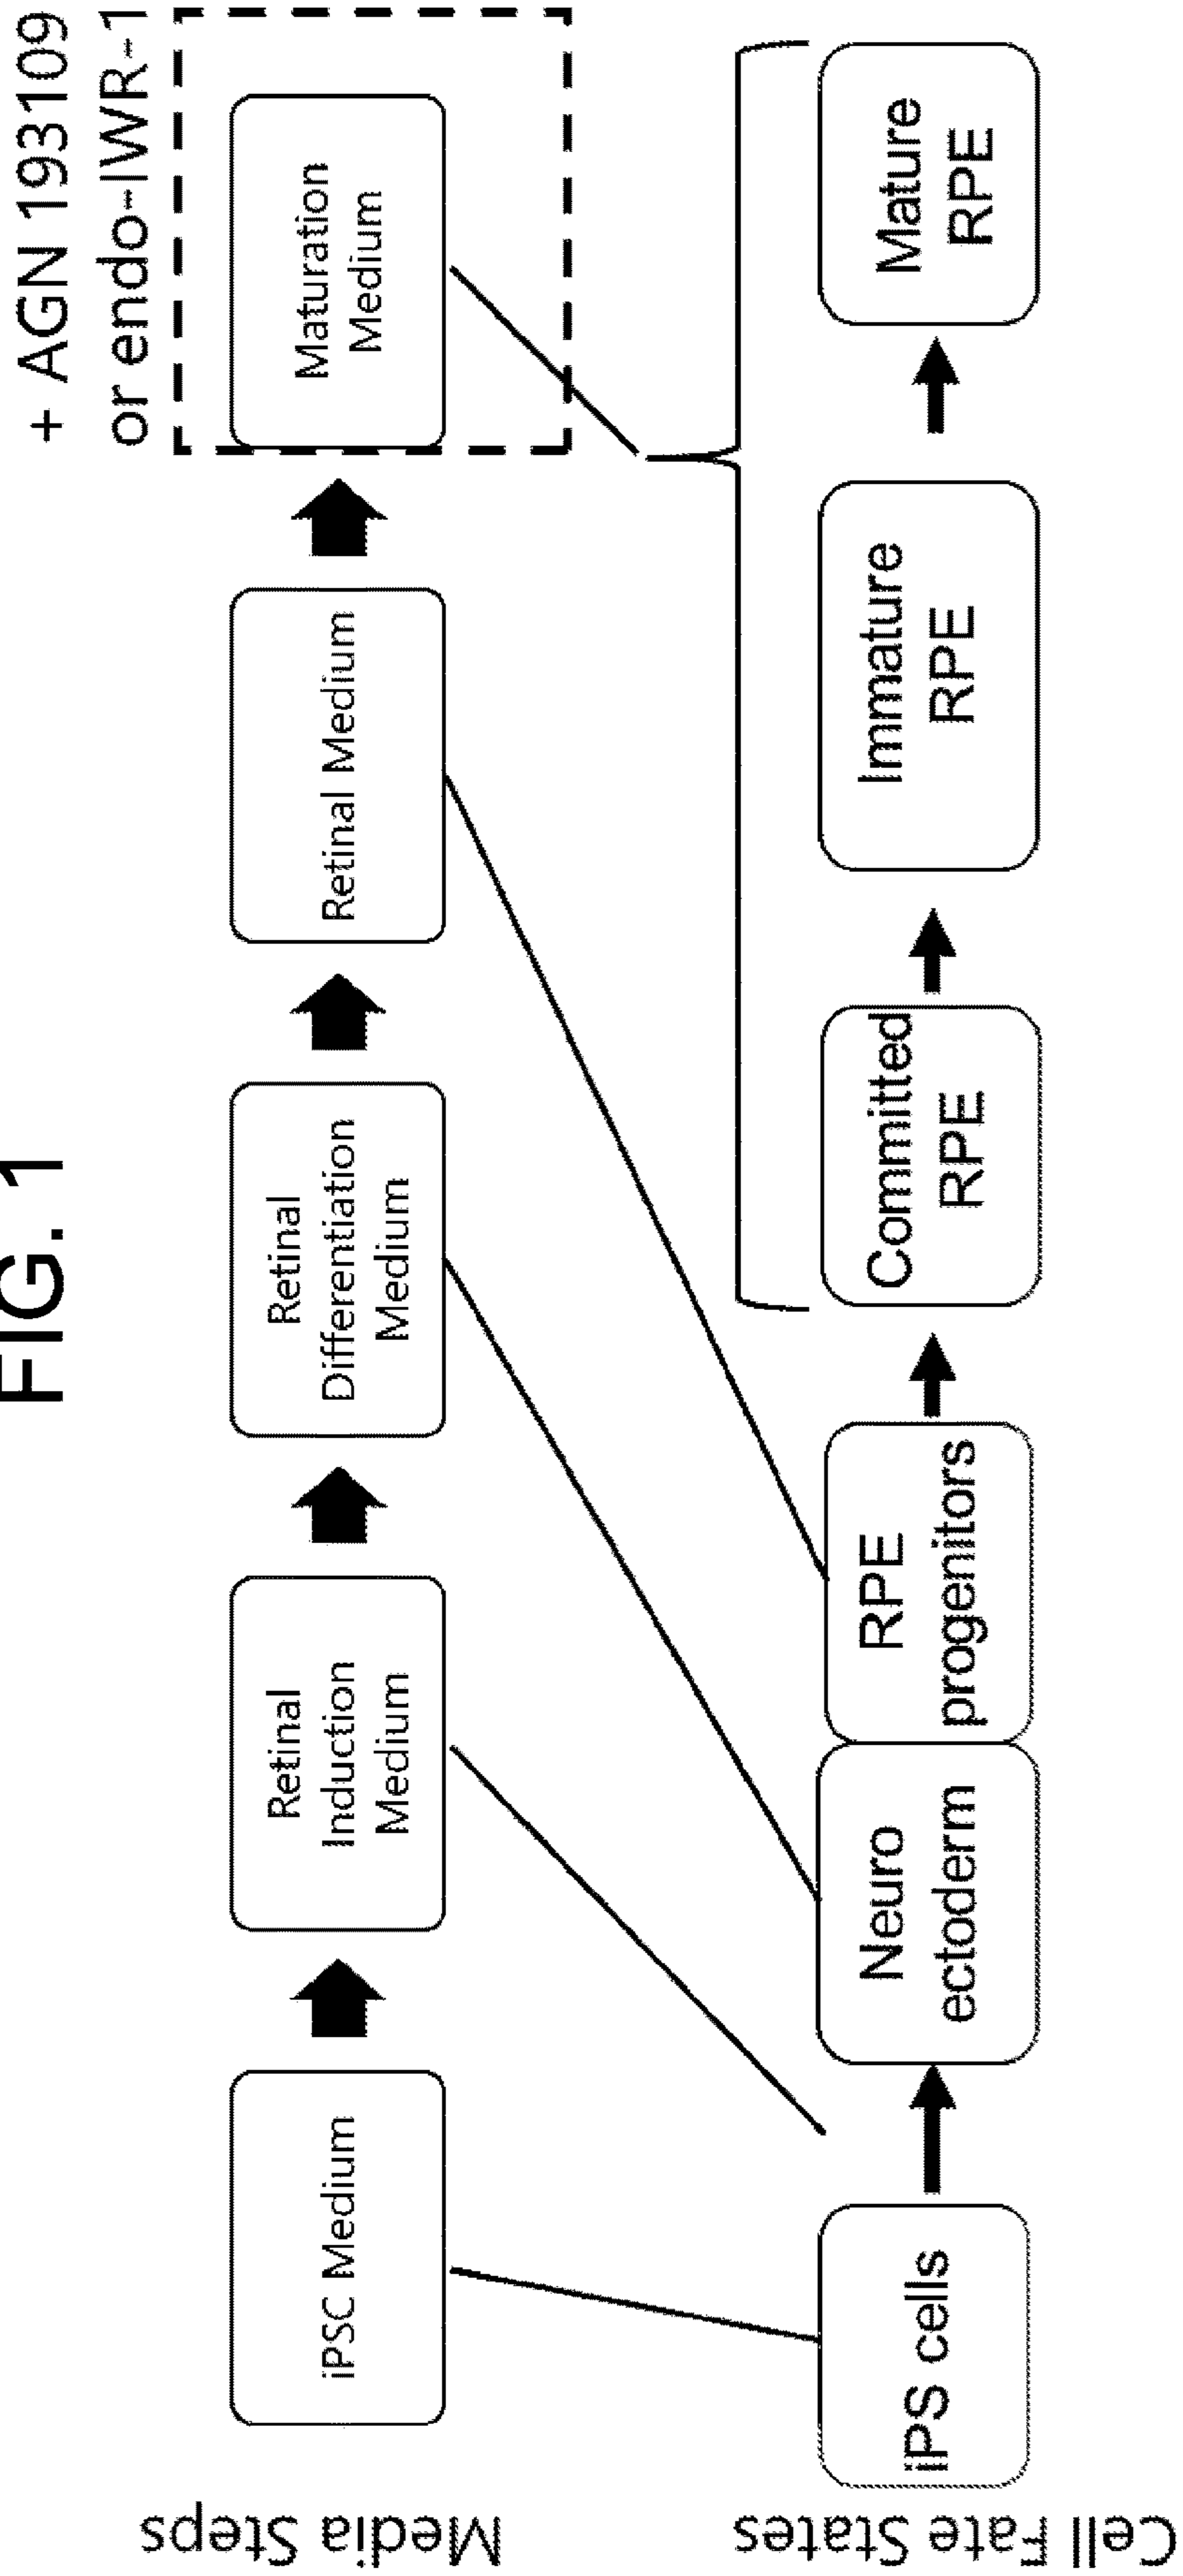 FIG. 1
+ AGN 193109
or endo-IWR-1
Media Steps
iPSC Medium
Retinal
Induction
Medium
Retinal
Differentiation
Medium
Retinal Medium
Maturation
Medium
Cell Fate States
iPS cells
Neuro
ectoderm
RPE
progenitors
Committed
RPE
Immature
RPE
Mature
RPE